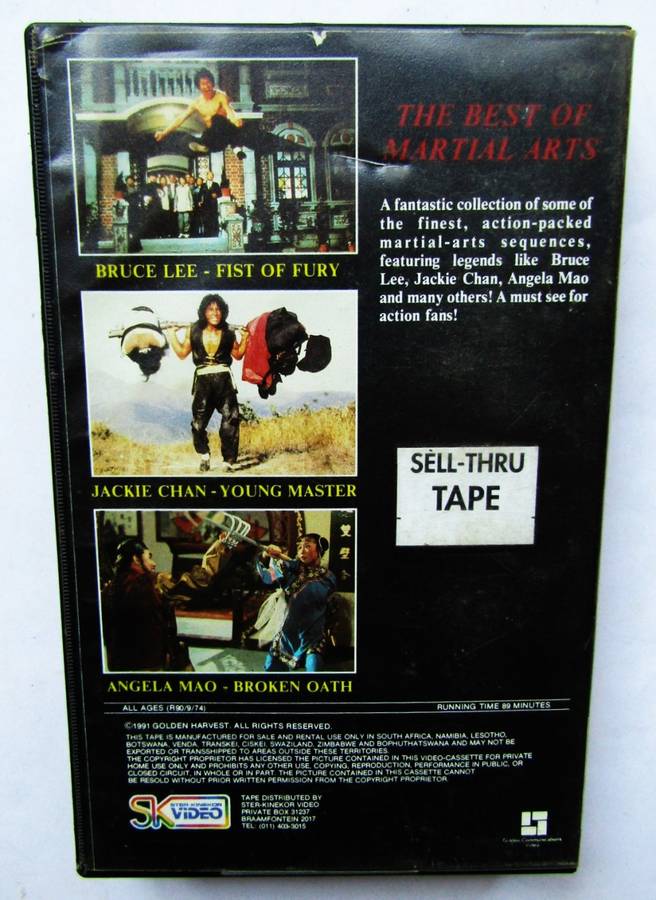 THE BEST OF
MARTIAL ARTS
A fantastic collection of some of
the finest, action-packed
martial-arts sequences,
featuring legends like Bruce
Lee, Jackie Chan, Angela Mao
and many others! A must see for
action fans!
BRUCE LEE - FIST OF FURY
JACKIE CHAN - YOUNG MASTER
SELL-THRU
TAPE
雙
璧
ANGELA MAO - BROKEN OATH
ALL AGES (R90/9/74)
RUNNING TIME 89 MINUTES
©1991 GOLDEN HARVEST. ALL RIGHTS RESERVED.
THIS TAPE IS MANUFACTURED FOR SALE AND RENTAL USE ONLY IN SOUTH AFRICA, NAMIBIA, LESOTHO,
BOTSWANA, VENDA, TRANSKEI, CISKEI, SWAZILAND, ZIMBABWE AND BOPHUTHATSWANA AND MAY NOT BE
EXPORTED OR TRANSSHIPPED TO AREAS OUTSIDE THESE TERRITORIES.
THE COPYRIGHT PROPRIETOR HAS LICENSED THE PICTURE CONTAINED IN THIS VIDEO-CASSETTE FOR PRIVATE
HOME USE ONLY AND PROHIBITS ANY OTHER USE, COPYING, REPRODUCTION, PERFORMANCE IN PUBLIC, OR
CLOSED CIRCUIT, IN WHOLE OR IN PART. THE PICTURE CONTAINED IN THIS CASSETTE CANNOT
BE RESOLD WITHOUT PRIOR WRITTEN PERMISSION FROM THE COPYRIGHT PROPRIETOR.
SK STER-KINEKOR
VIDEO
TAPE DISTRIBUTED BY
STER-KINEKOR VIDEO
PRIVATE BOX 31237
BRAAMFONTEIN 2017
TEL: (011) 403-3015
Communications